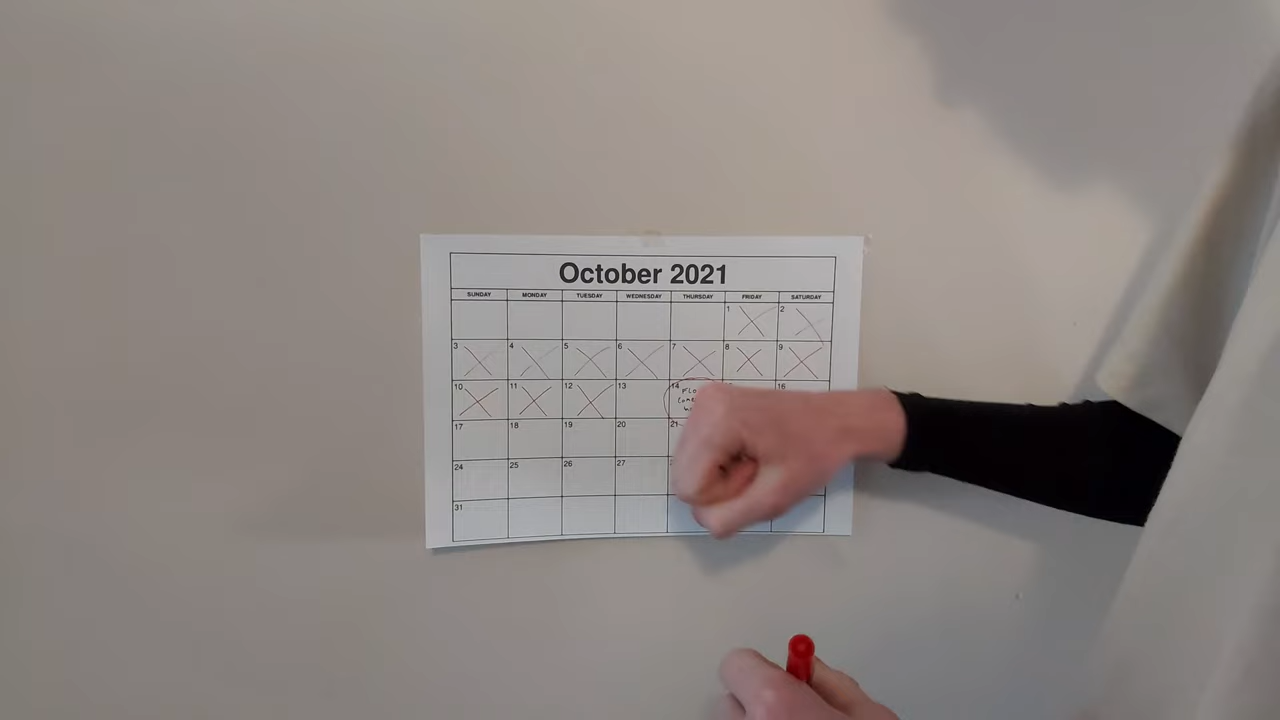 October 2021
SUNDAY MONDAY TUESDAY WEDNESDAY THURSDAY FRIDAY SATURDAY
1 2
3 4 5 6 7 8 9
10 11 12 13 14 16
17 18 19 20 21
24 25 26 27
31